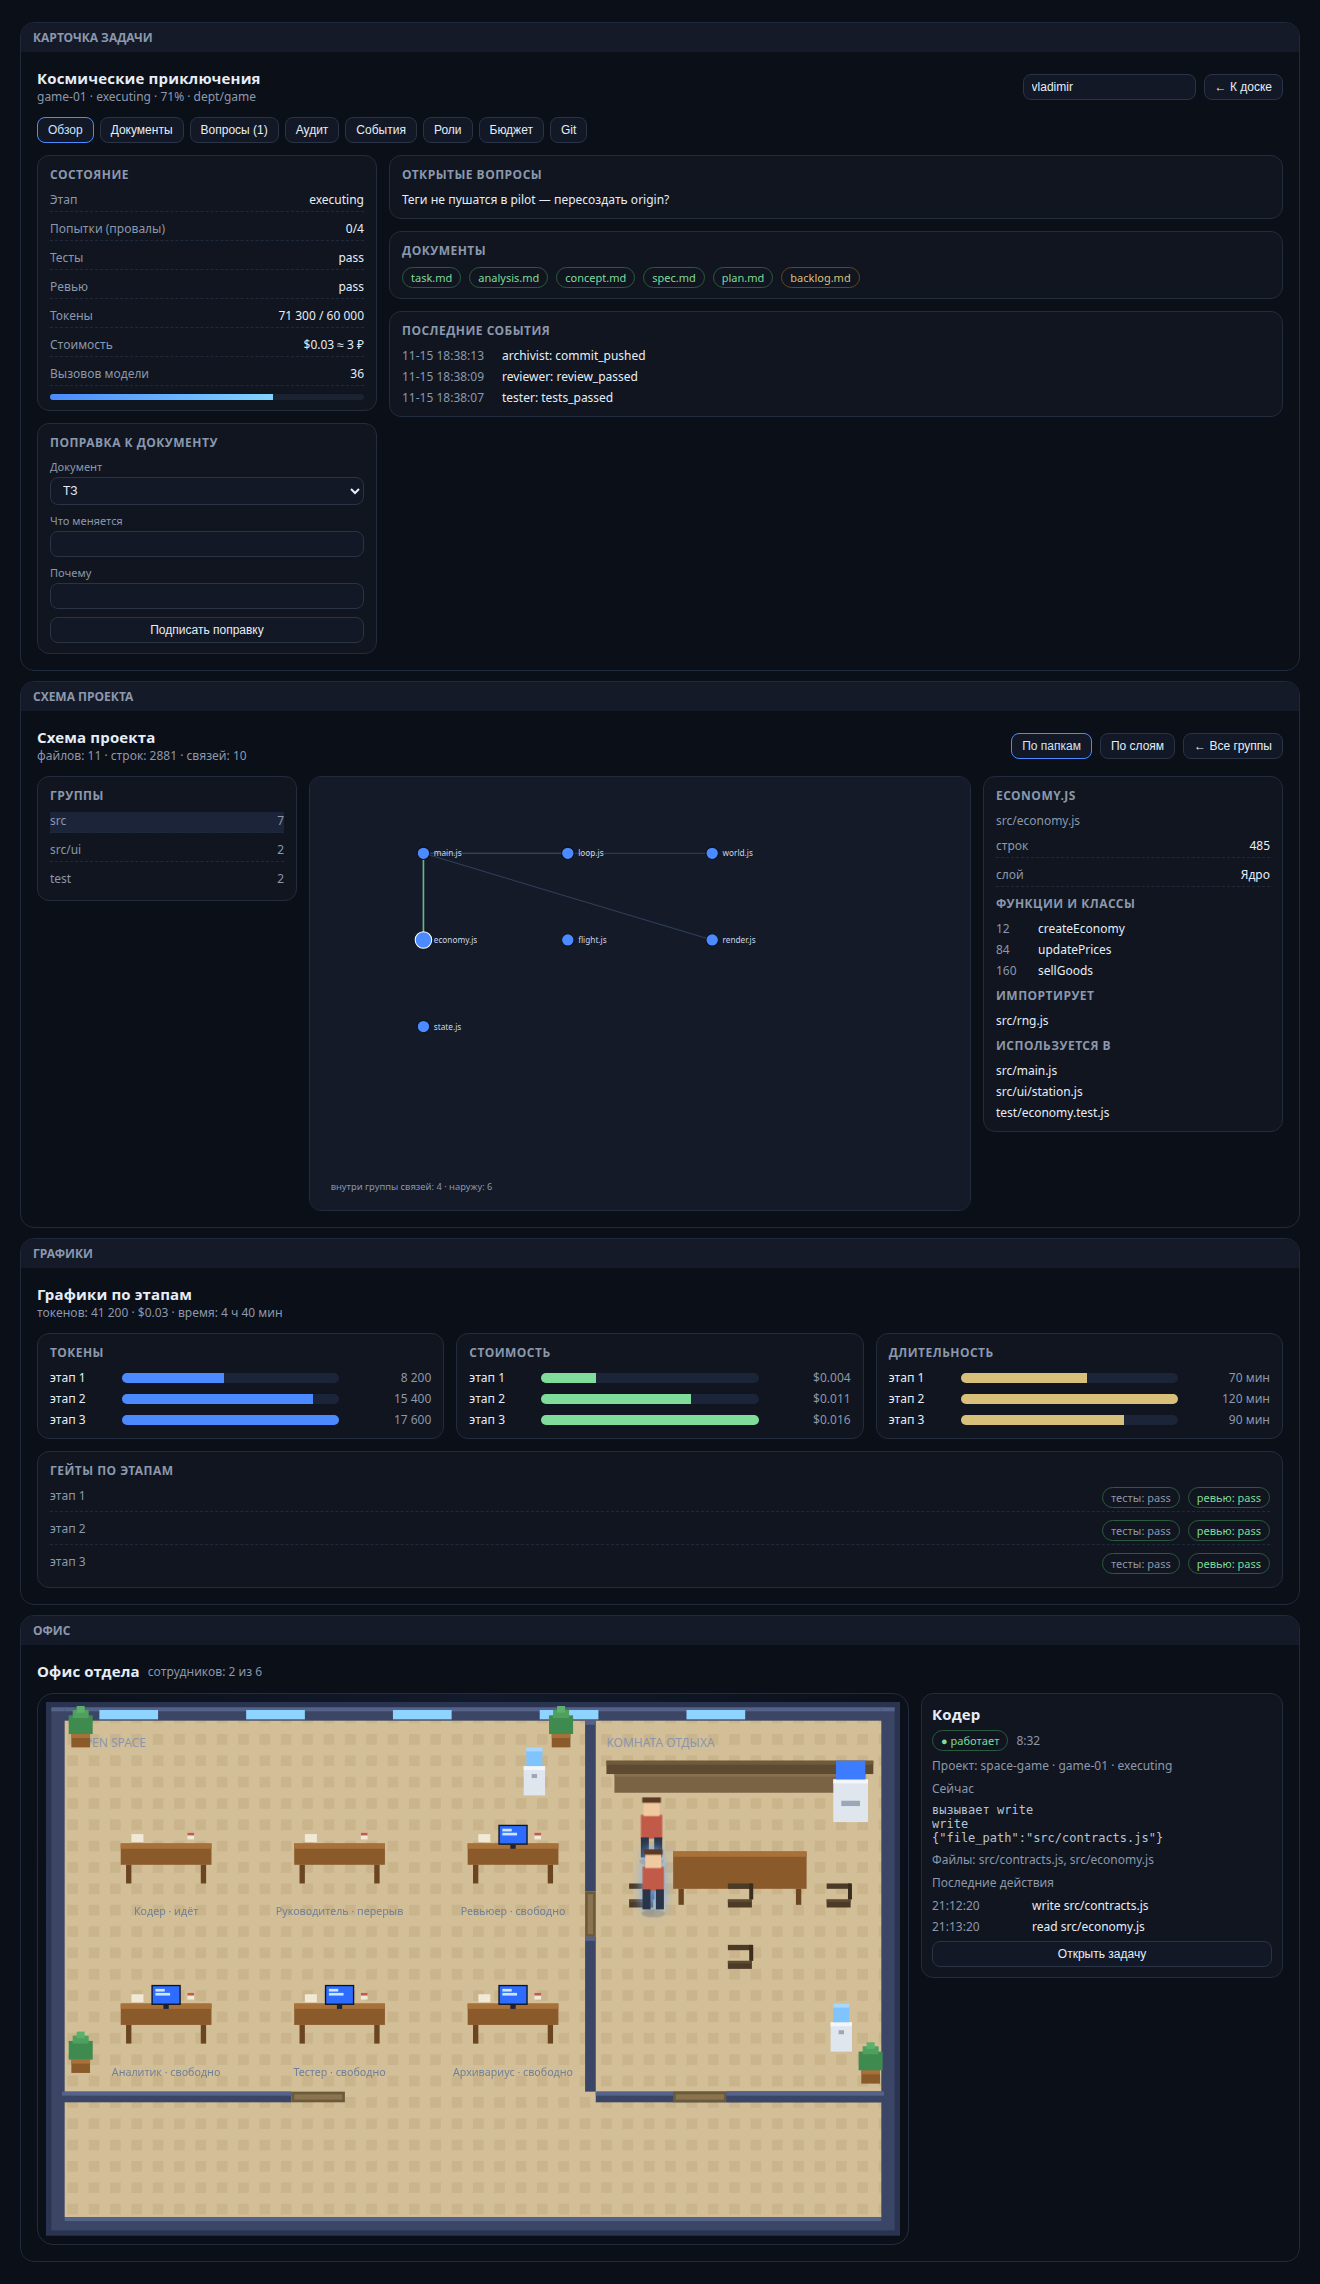 КАРТОЧКА ЗАДАЧИ
Космические приключения
game-01 · executing · 71% · dept/game
vladimir
← К доске
Обзор
Документы
Вопросы (1)
Аудит
События
Роли
Бюджет
Git
СОСТОЯНИЕ
Этап executing
Попытки (провалы) 0/4
Тесты pass
Ревью pass
Токены 71 300 / 60 000
Стоимость $0.03 ≈ 3 ₽
Вызовов модели 36
ОТКРЫТЫЕ ВОПРОСЫ
Теги не пушатся в pilot — пересоздать origin?
ДОКУМЕНТЫ
task.md analysis.md concept.md spec.md plan.md backlog.md
ПОСЛЕДНИЕ СОБЫТИЯ
11-15 18:38:13 archivist: commit_pushed
11-15 18:38:09 reviewer: review_passed
11-15 18:38:07 tester: tests_passed
ПОПРАВКА К ДОКУМЕНТУ
Документ
ТЗ
Что меняется
Почему
Подписать поправку
СХЕМА ПРОЕКТА
Схема проекта
файлов: 11 · строк: 2881 · связей: 10
По папкам
По слоям
← Все группы
ГРУППЫ
src 7
src/ui 2
test 2
main.js loop.js world.js
economy.js flight.js render.js
state.js
внутри группы связей: 4 · наружу: 6
ECONOMY.JS
src/economy.js
строк 485
слой Ядро
ФУНКЦИИ И КЛАССЫ
12 createEconomy
84 updatePrices
160 sellGoods
ИМПОРТИРУЕТ
src/rng.js
ИСПОЛЬЗУЕТСЯ В
src/main.js
src/ui/station.js
test/economy.test.js
ГРАФИКИ
Графики по этапам
токенов: 41 200 · $0.03 · время: 4 ч 40 мин
ТОКЕНЫ
этап 1 8 200
этап 2 15 400
этап 3 17 600
СТОИМОСТЬ
этап 1 $0.004
этап 2 $0.011
этап 3 $0.016
ДЛИТЕЛЬНОСТЬ
этап 1 70 мин
этап 2 120 мин
этап 3 90 мин
ГЕЙТЫ ПО ЭТАПАМ
этап 1 тесты: pass ревью: pass
этап 2 тесты: pass ревью: pass
этап 3 тесты: pass ревью: pass
ОФИС
Офис отдела сотрудников: 2 из 6
PEN SPACE
КОМНАТА ОТДЫХА
Кодер · идёт Руководитель · перерыв Ревьюер · свободно
Аналитик · свободно Тестер · свободно Архивариус · свободно
Кодер
● работает 8:32
Проект: space-game · game-01 · executing
Сейчас
вызывает write
write
{"file_path":"src/contracts.js"}
Файлы: src/contracts.js, src/economy.js
Последние действия
21:12:20 write src/contracts.js
21:13:20 read src/economy.js
Открыть задачу